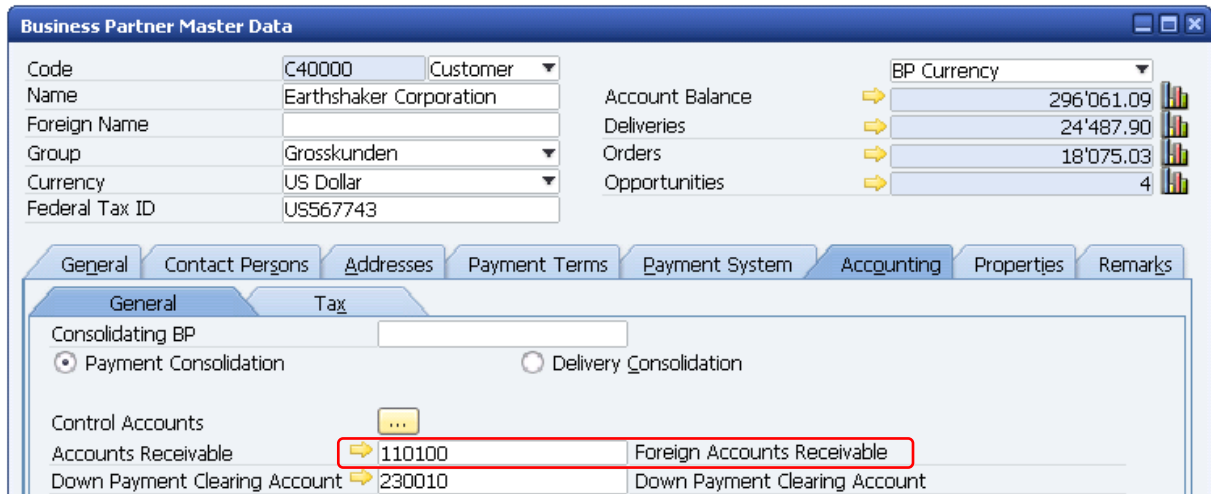 Business Partner Master Data
Code C40000 Customer BP Currency
Name Earthshaker Corporation Account Balance 296'061.09
Foreign Name Deliveries 24'487.90
Group Grosskunden Orders 18'075.03
Currency US Dollar Opportunities 4
Federal Tax ID US567743
General Contact Persons Addresses Payment Terms Payment System Accounting Properties Remarks
General Tax
Consolidating BP
Payment Consolidation Delivery Consolidation
Control Accounts ...
Accounts Receivable 110100 Foreign Accounts Receivable
Down Payment Clearing Account 230010 Down Payment Clearing Account